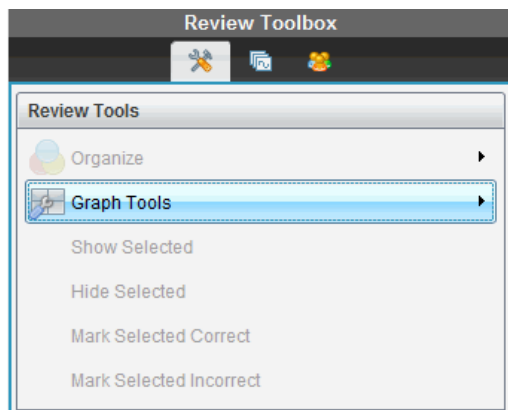 Review Toolbox
Review Tools
Organize
Graph Tools
Show Selected
Hide Selected
Mark Selected Correct
Mark Selected Incorrect